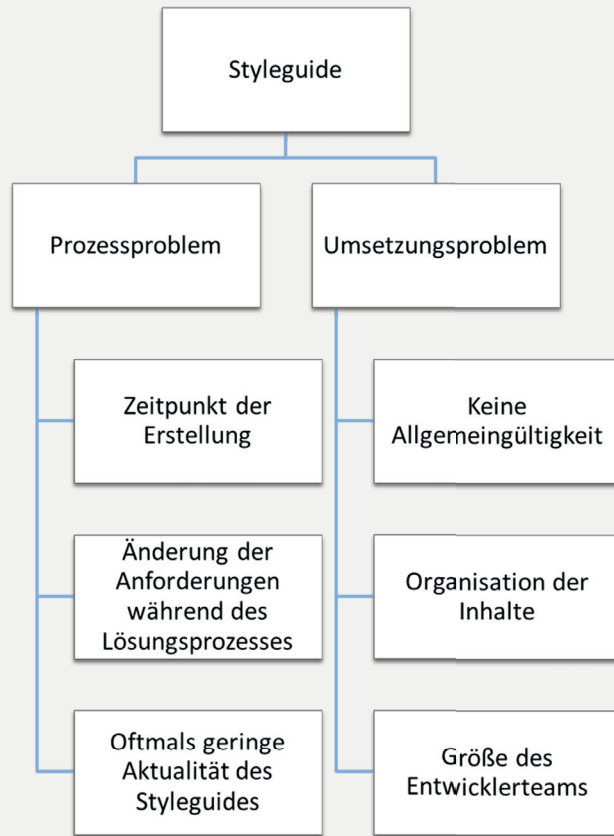 Styleguide
Prozessproblem
Zeitpunkt der
Erstellung
Änderung der
Anforderungen
während des
Lösungsprozesses
Oftmals geringe
Aktualität des
Styleguides
Umsetzungsproblem
Keine
Allgemeingültigkeit
Organisation der
Inhalte
Größe des
Entwicklerteams